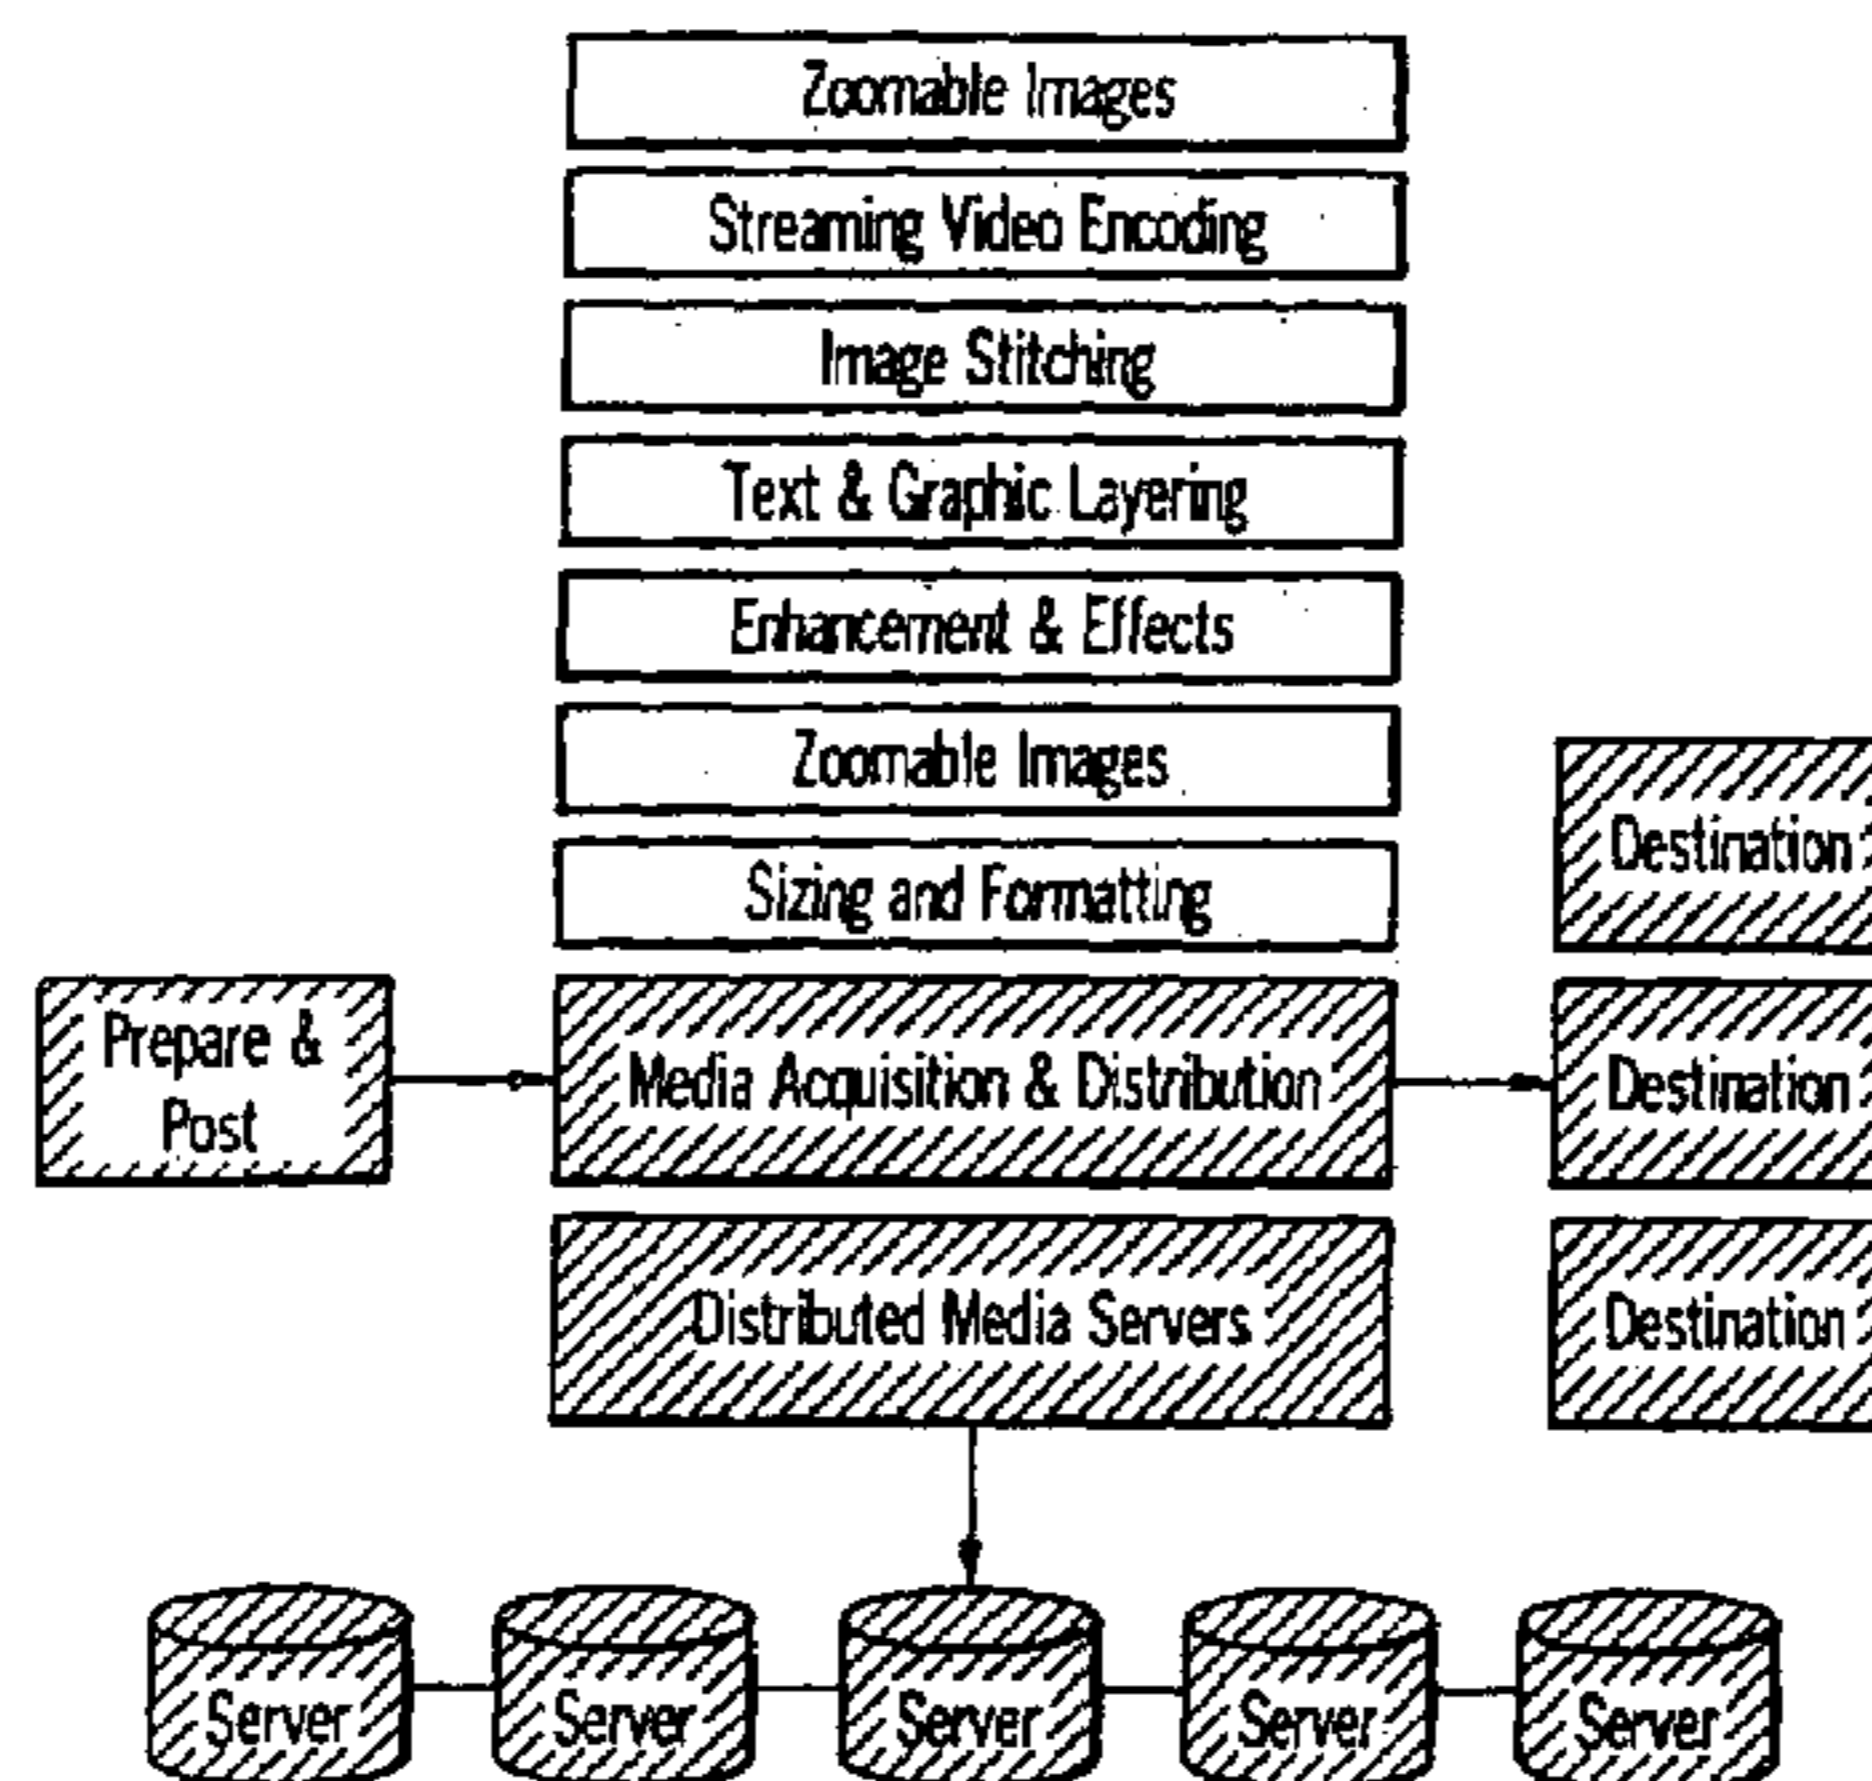 Zoomable Images
Streaming Video Encoding
Image Stitching
Text & Graphic Layering
Enhancement & Effects
Zoomable Images
Sizing and Formatting
Destination
Prepare &
Post
Media Acquisition & Distribution
Destination
Distributed Media Servers
Destination
Server
Server
Server
Server
Server